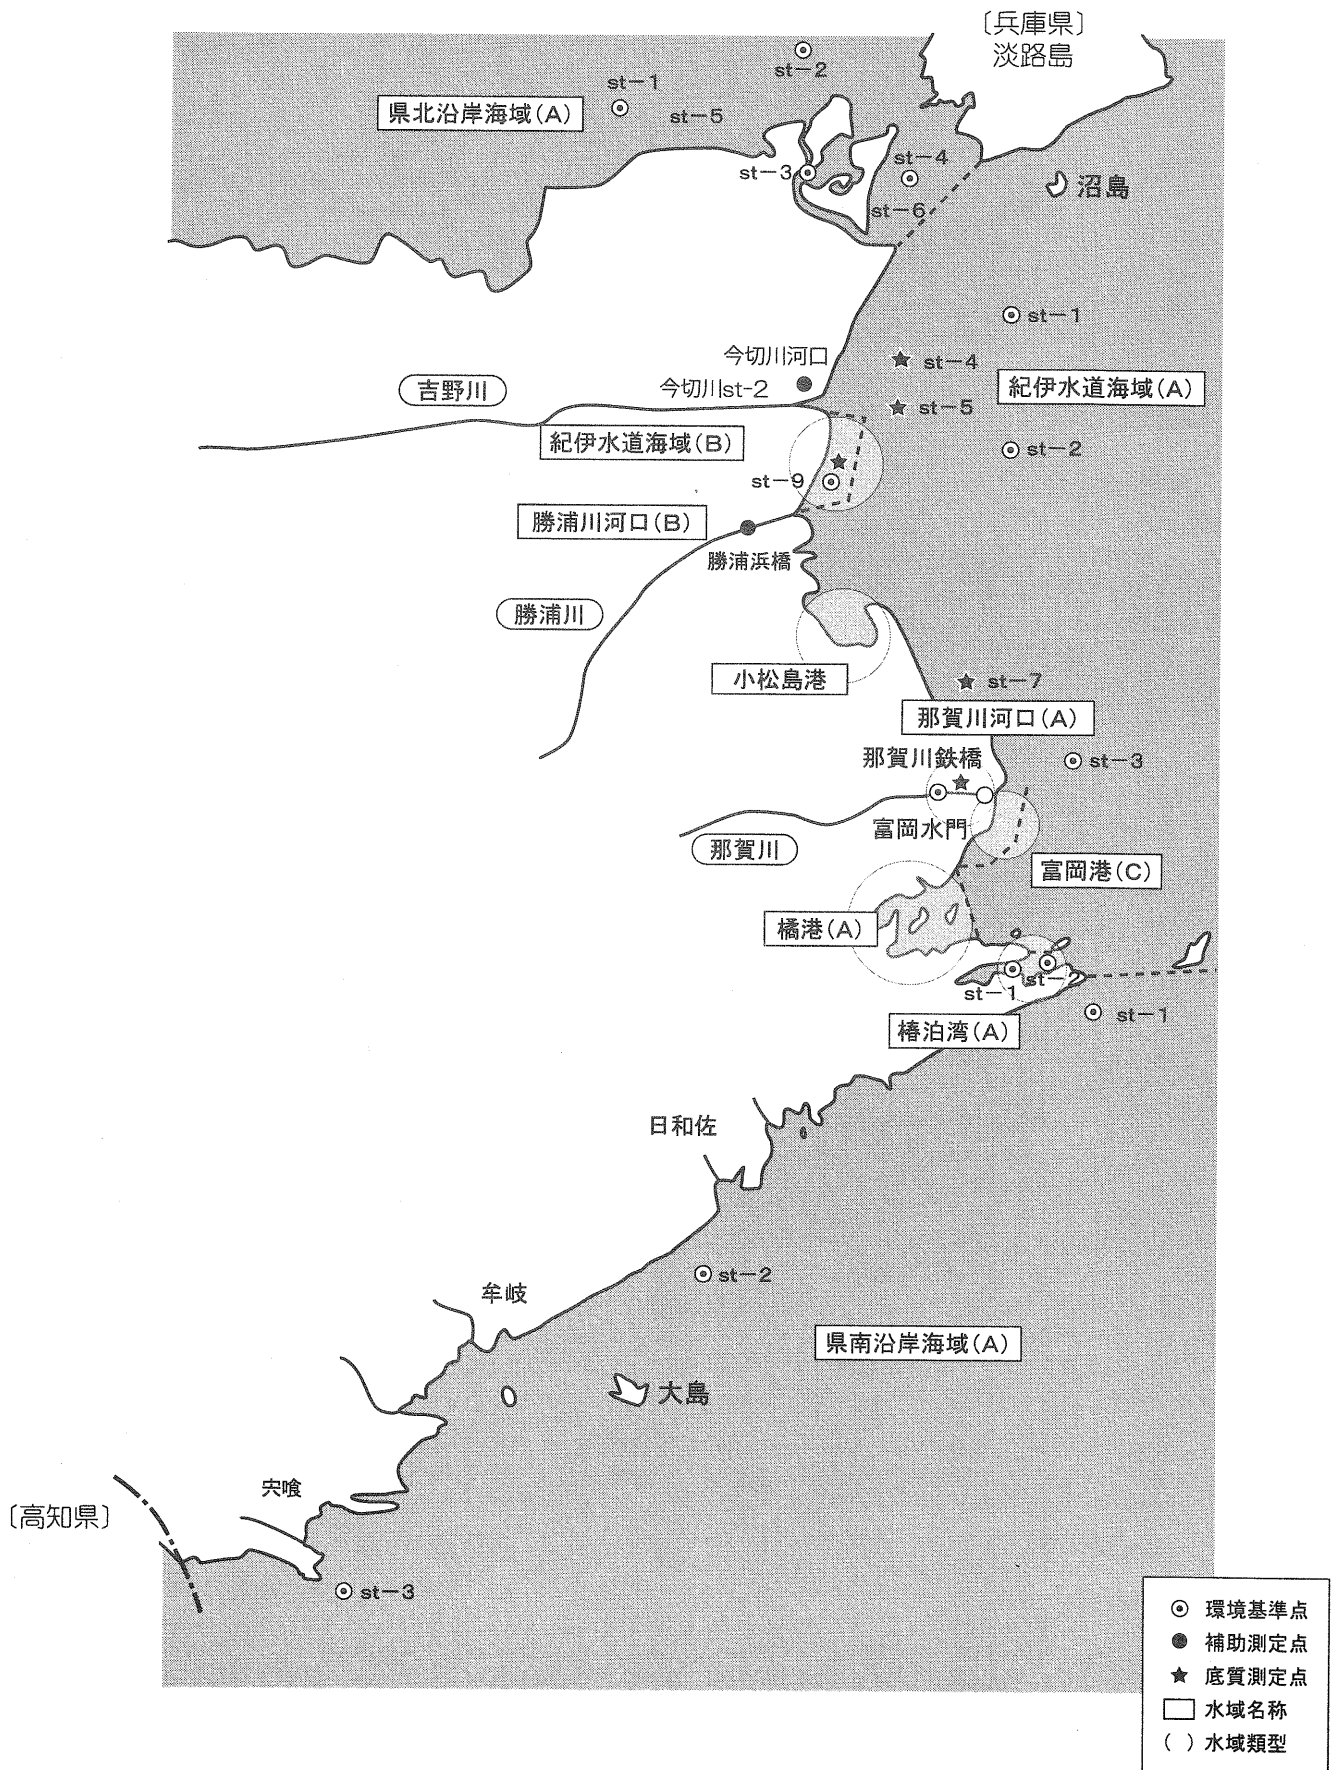 〔兵庫県〕
淡路島
st－2
st－1
県北沿岸海域(A)
st－5
st－4
st－3
沼島
st－6
st－1
今切川河口
st－4
吉野川
今切川st-2
紀伊水道海域(A)
st－5
紀伊水道海域(B)
st－2
st－9
勝浦川河口(B)
勝浦浜橋
勝浦川
小松島港
st－7
那賀川河口(A)
那賀川鉄橋
st－3
富岡水門
那賀川
富岡港(C)
橘港(A)
st－1
st－2
st－1
椿泊湾(A)
日和佐
st－2
牟岐
県南沿岸海域(A)
大島
宍喰
〔高知県〕
st－3
環境基準点
補助測定点
底質測定点
水域名称
( ) 水域類型